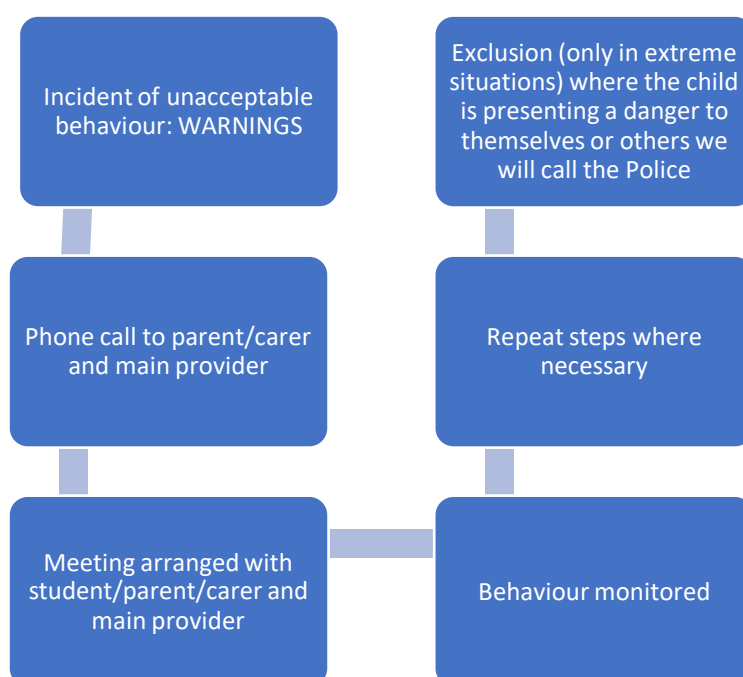 Incident of unacceptable
behaviour: WARNINGS
Phone call to parent/carer
and main provider
Meeting arranged with
student/parent/carer and
main provider
Behaviour monitored
Repeat steps where
necessary
Exclusion (only in extreme
situations) where the child
is presenting a danger to
themselves or others we
will call the Police